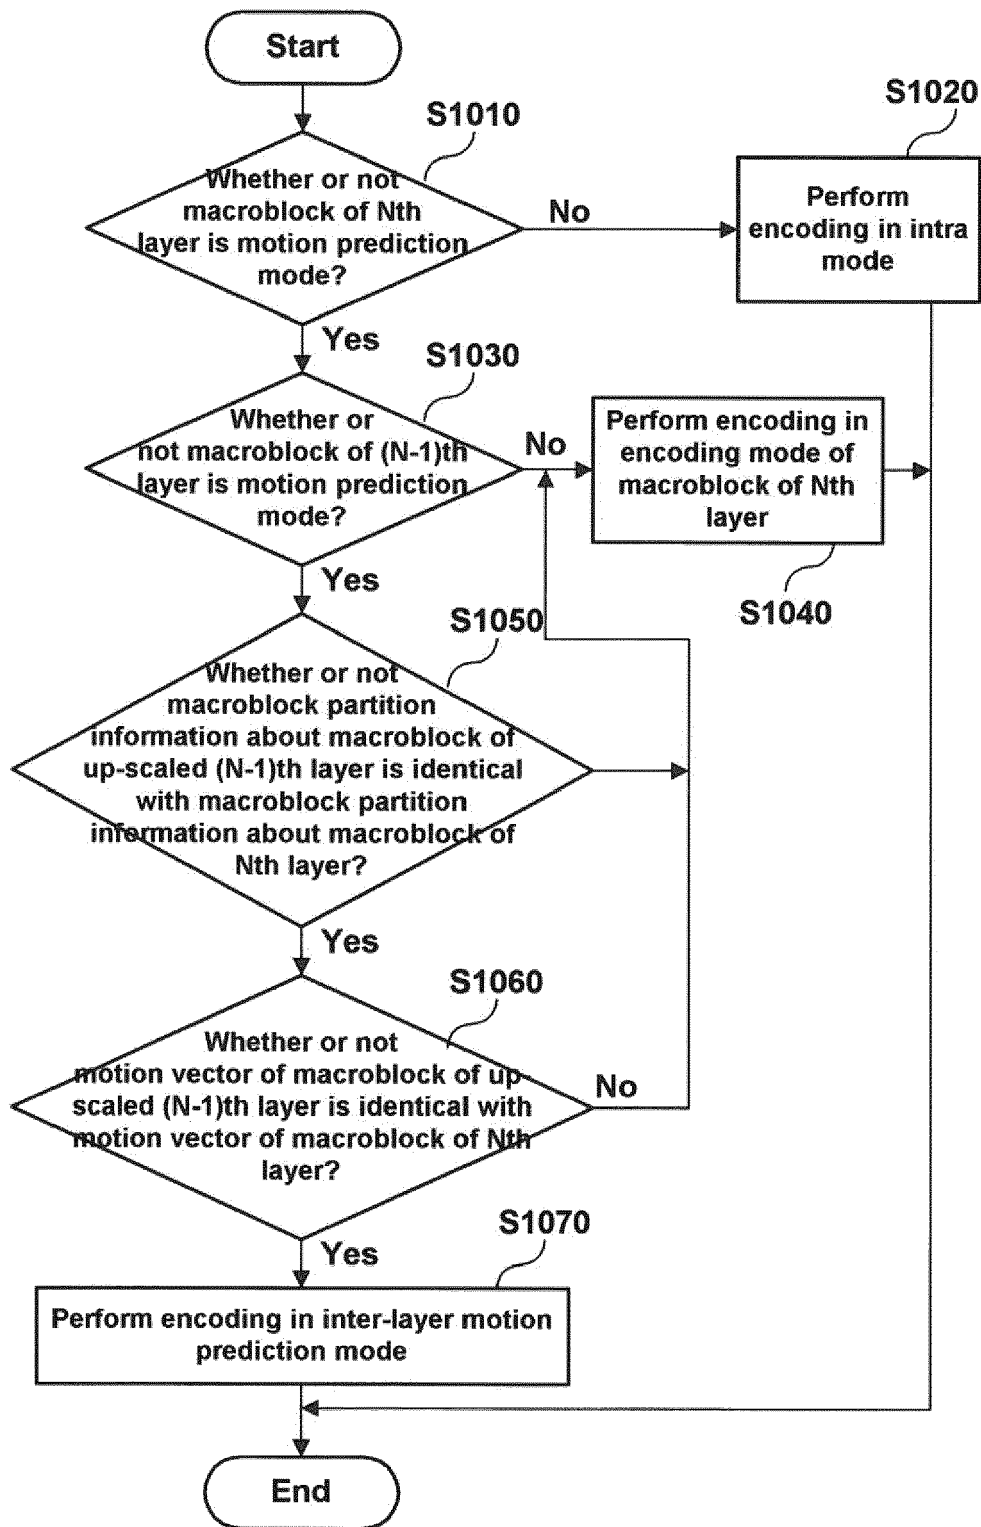 Start
S1010
Whether or not
macroblock of Nth
layer is motion prediction
mode?
No
S1020
Perform
encoding in intra
mode
Yes
S1030
Whether or
not macroblock of (N-1)th
layer is motion prediction
mode?
No
Perform encoding in
encoding mode of
macroblock of Nth
layer
S1040
Yes
S1050
Whether or not
macroblock partition
information about macroblock of
up-scaled (N-1)th layer is identical
with macroblock partition
information about macroblock of
Nth layer?
Yes
S1060
Whether or not
motion vector of macroblock of up-
scaled (N-1)th layer is identical with
motion vector of macroblock of Nth
layer?
No
Yes
S1070
Perform encoding in inter-layer motion
prediction mode
End